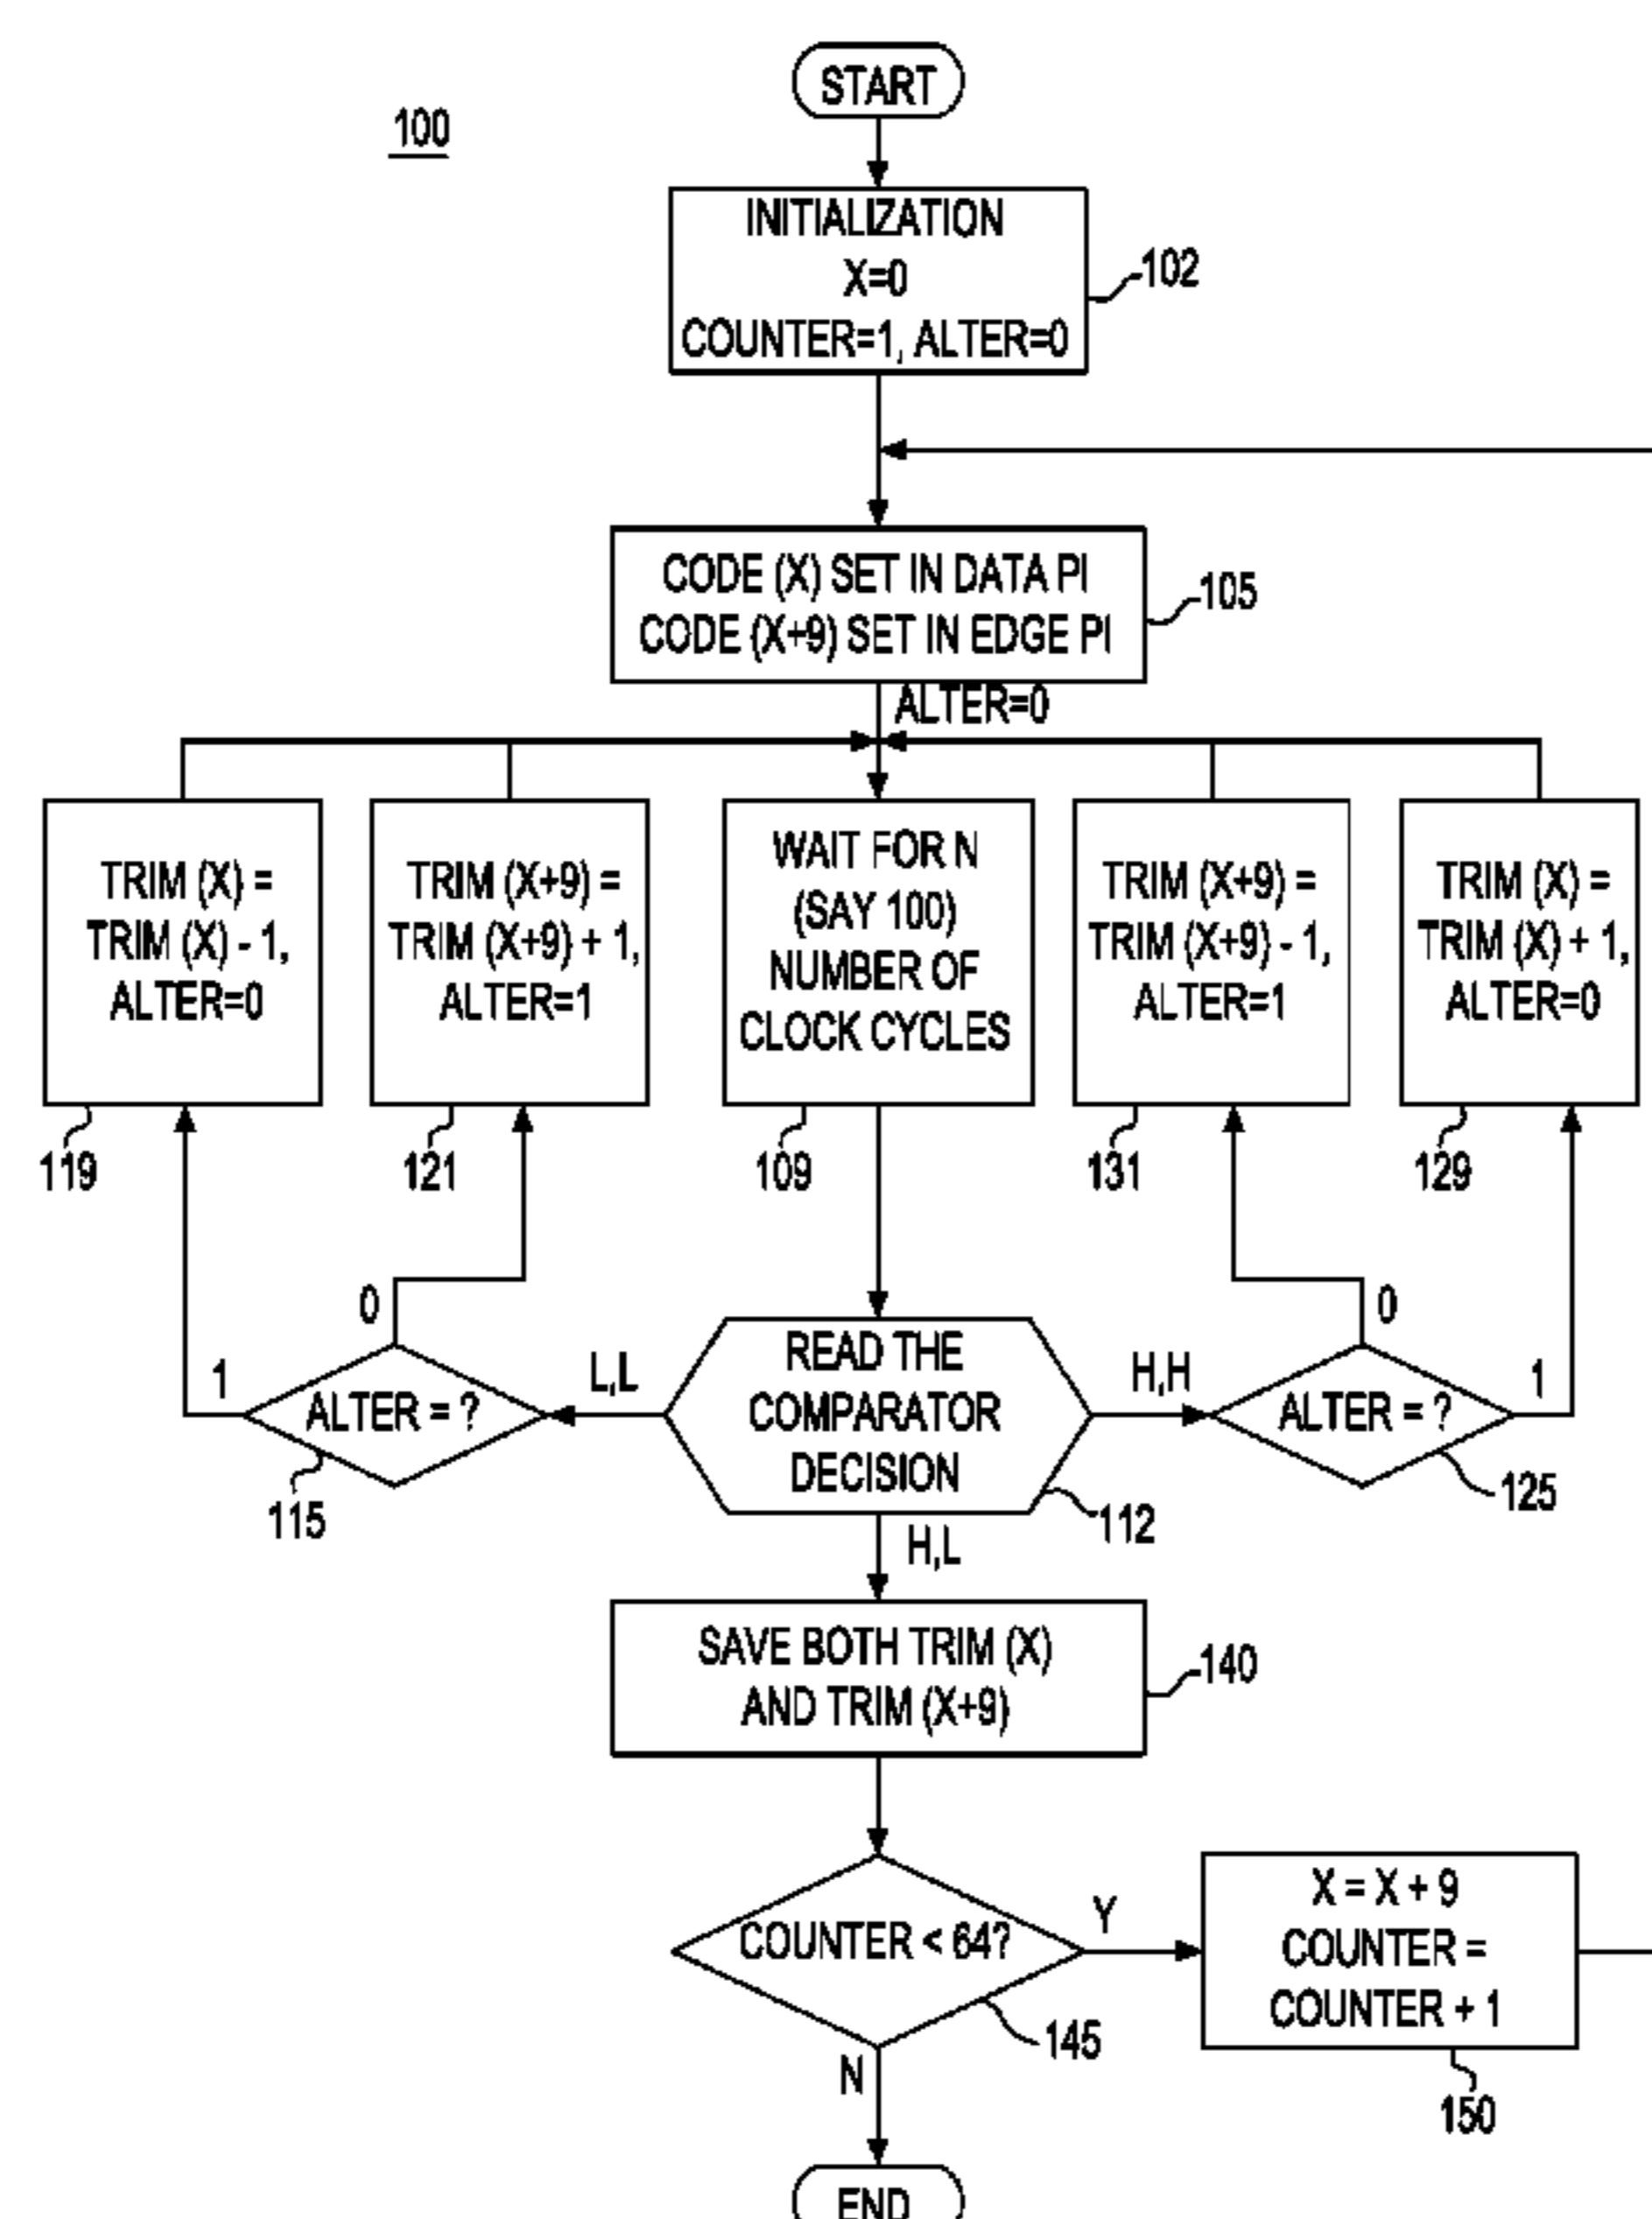 START
100
INITIALIZATION
X=0
COUNTER=1, ALTER=0
102
CODE (X) SET IN DATA PI
CODE (X+9) SET IN EDGE PI
105
ALTER=0
TRIM (X) =
TRIM (X) - 1,
ALTER=0
119
TRIM (X+9) =
TRIM (X+9) + 1,
ALTER=1
121
WAIT FOR N
(SAY 100)
NUMBER OF
CLOCK CYCLES
109
TRIM (X+9) =
TRIM (X+9) - 1,
ALTER=1
131
TRIM (X) =
TRIM (X) + 1,
ALTER=0
129
0
1
ALTER = ?
115
L,L
READ THE
COMPARATOR
DECISION
112
H,H
0
1
ALTER = ?
125
H,L
SAVE BOTH TRIM (X)
AND TRIM (X+9)
140
COUNTER < 64?
145
Y
X = X + 9
COUNTER =
COUNTER + 1
150
N
END